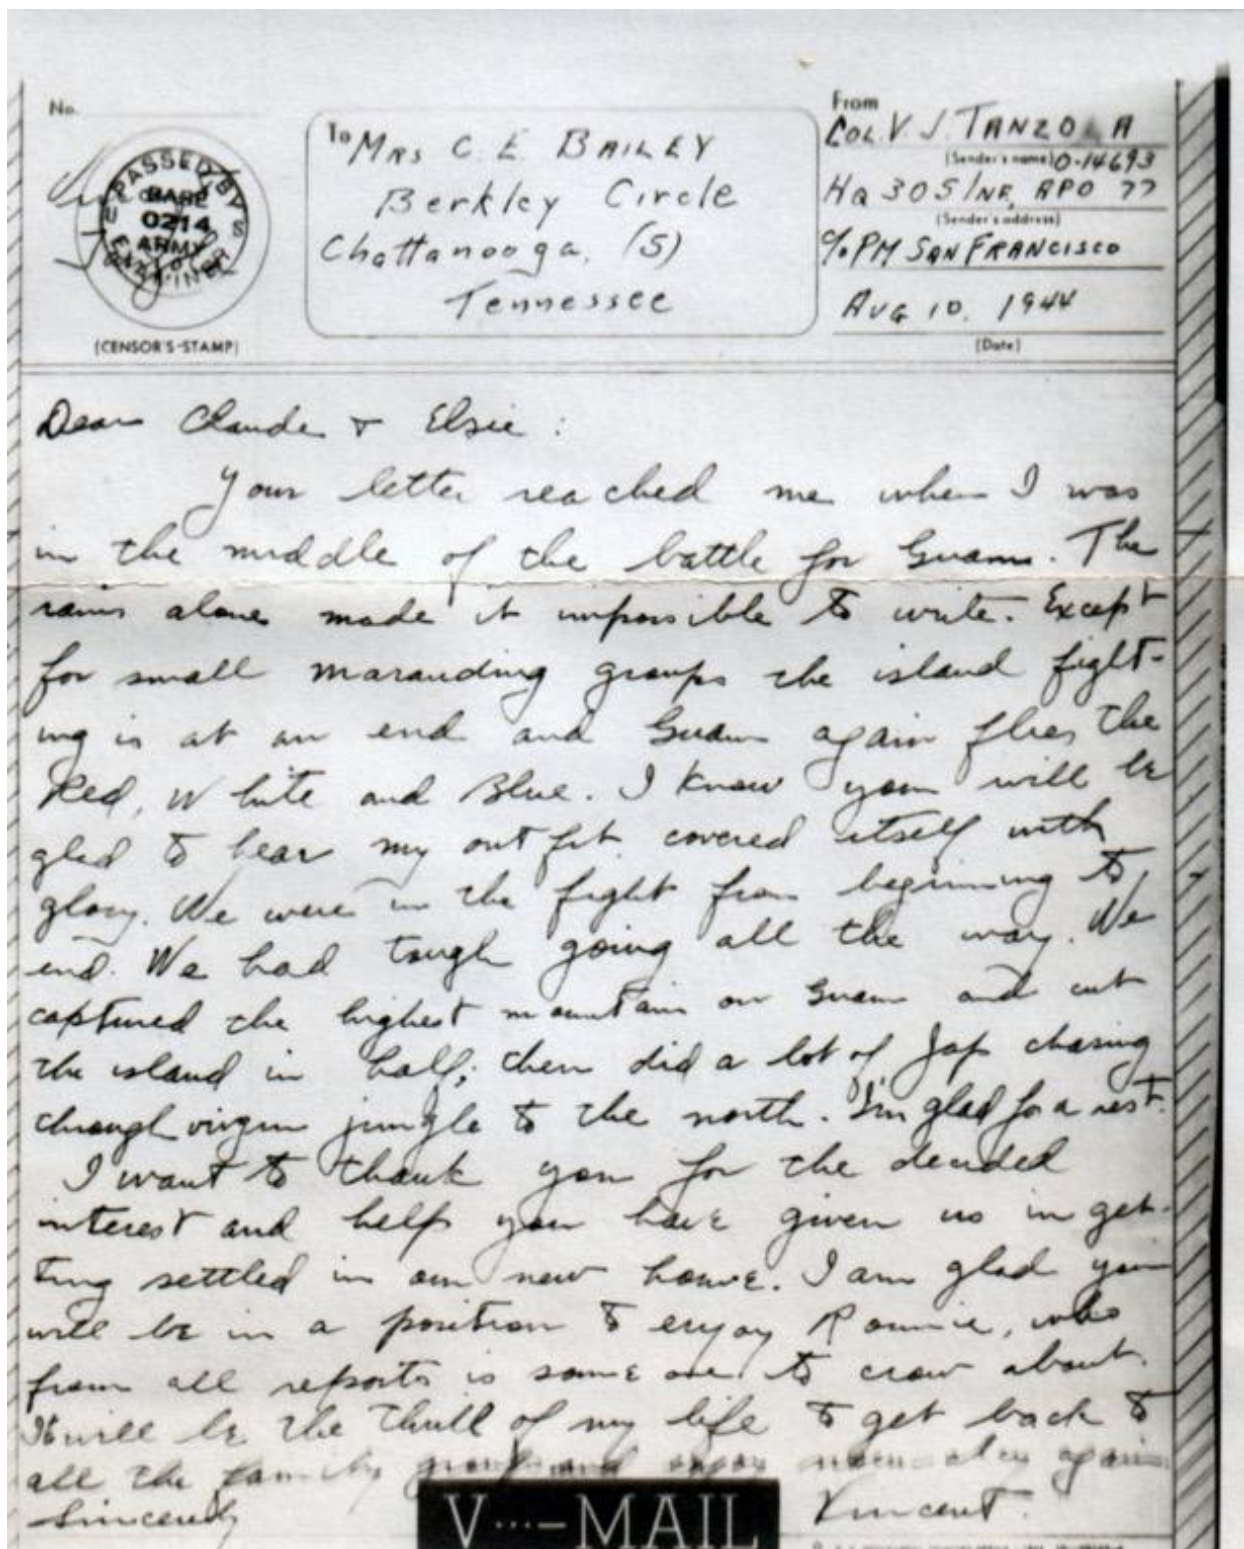 No.
PASSED BY
BASE
0214
ARMY
EXAMINER
(CENSOR'S STAMP)
To MRS C. E. BAILEY
Berkley Circle
Chattanooga, (5)
Tennessee
From
COL. V. J. TANZOLA
(Sender's name) O-14693
HQ 305 INF, APO 77
(Sender's address)
c/o PM SAN FRANCISCO
AUG 10, 1944
(Date)
Dear Claude + Elsie :
Your letter reached me when I was
in the middle of the battle for Guam. The
rains alone made it impossible to write. Except
for small marauding groups the island fight-
ing is at an end and Guam again flies the
Red, White and Blue. I know you will be
glad to hear my outfit covered itself with
glory. We were in the fight from beginning to
end. We had tough going all the way. We
captured the highest mountain on Guam and cut
the island in half; then did a lot of Jap chasing
through virgin jungle to the north. I'm glad for a rest.
I want to thank you for the decided
interest and help you have given us in get-
ting settled in our new home. I am glad you
will be in a position to enjoy Ronnie, who
from all reports is some one to crow about.
It will be the thrill of my life to get back to
all the family group and enjoy again
Sincerely
Vincent.
V···—MAIL